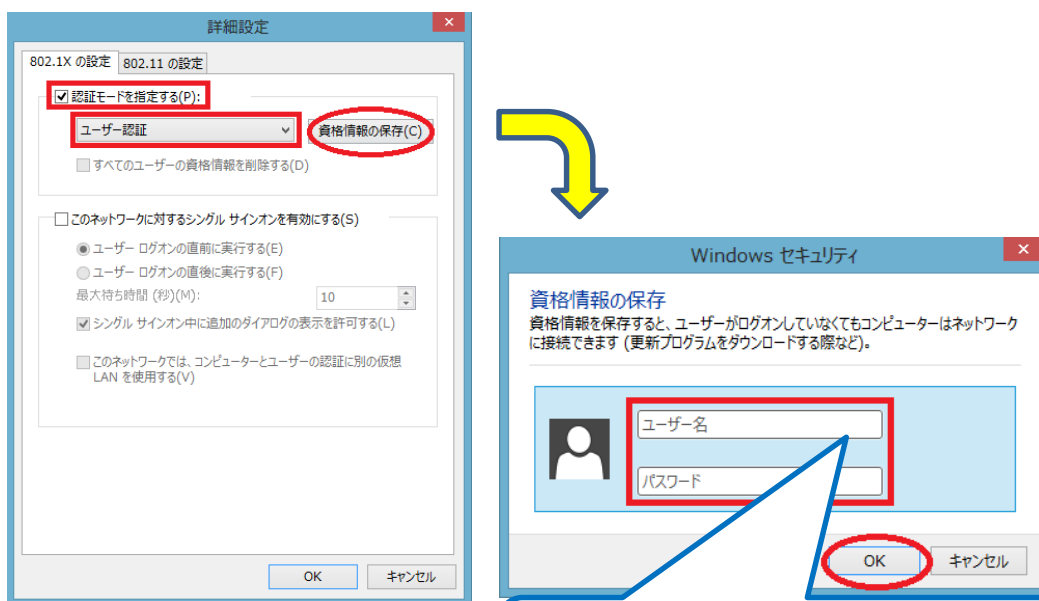 詳細設定
802.1X の設定
802.11 の設定
認証モードを指定する(P):
ユーザー認証
資格情報の保存(C)
すべてのユーザーの資格情報を削除する(D)
このネットワークに対するシングル サインオンを有効にする(S)
ユーザー ログオンの直前に実行する(E)
ユーザー ログオンの直後に実行する(F)
最大待ち時間 (秒)(M):
10
シングル サインオン中に追加のダイアログの表示を許可する(L)
このネットワークでは、コンピューターとユーザーの認証に別の仮想
LAN を使用する(V)
OK
キャンセル
Windows セキュリティ
資格情報の保存
資格情報を保存すると、ユーザーがログオンしていなくてもコンピューターはネットワーク
に接続できます (更新プログラムをダウンロードする際など)。
ユーザー名
パスワード
OK
キャンセル